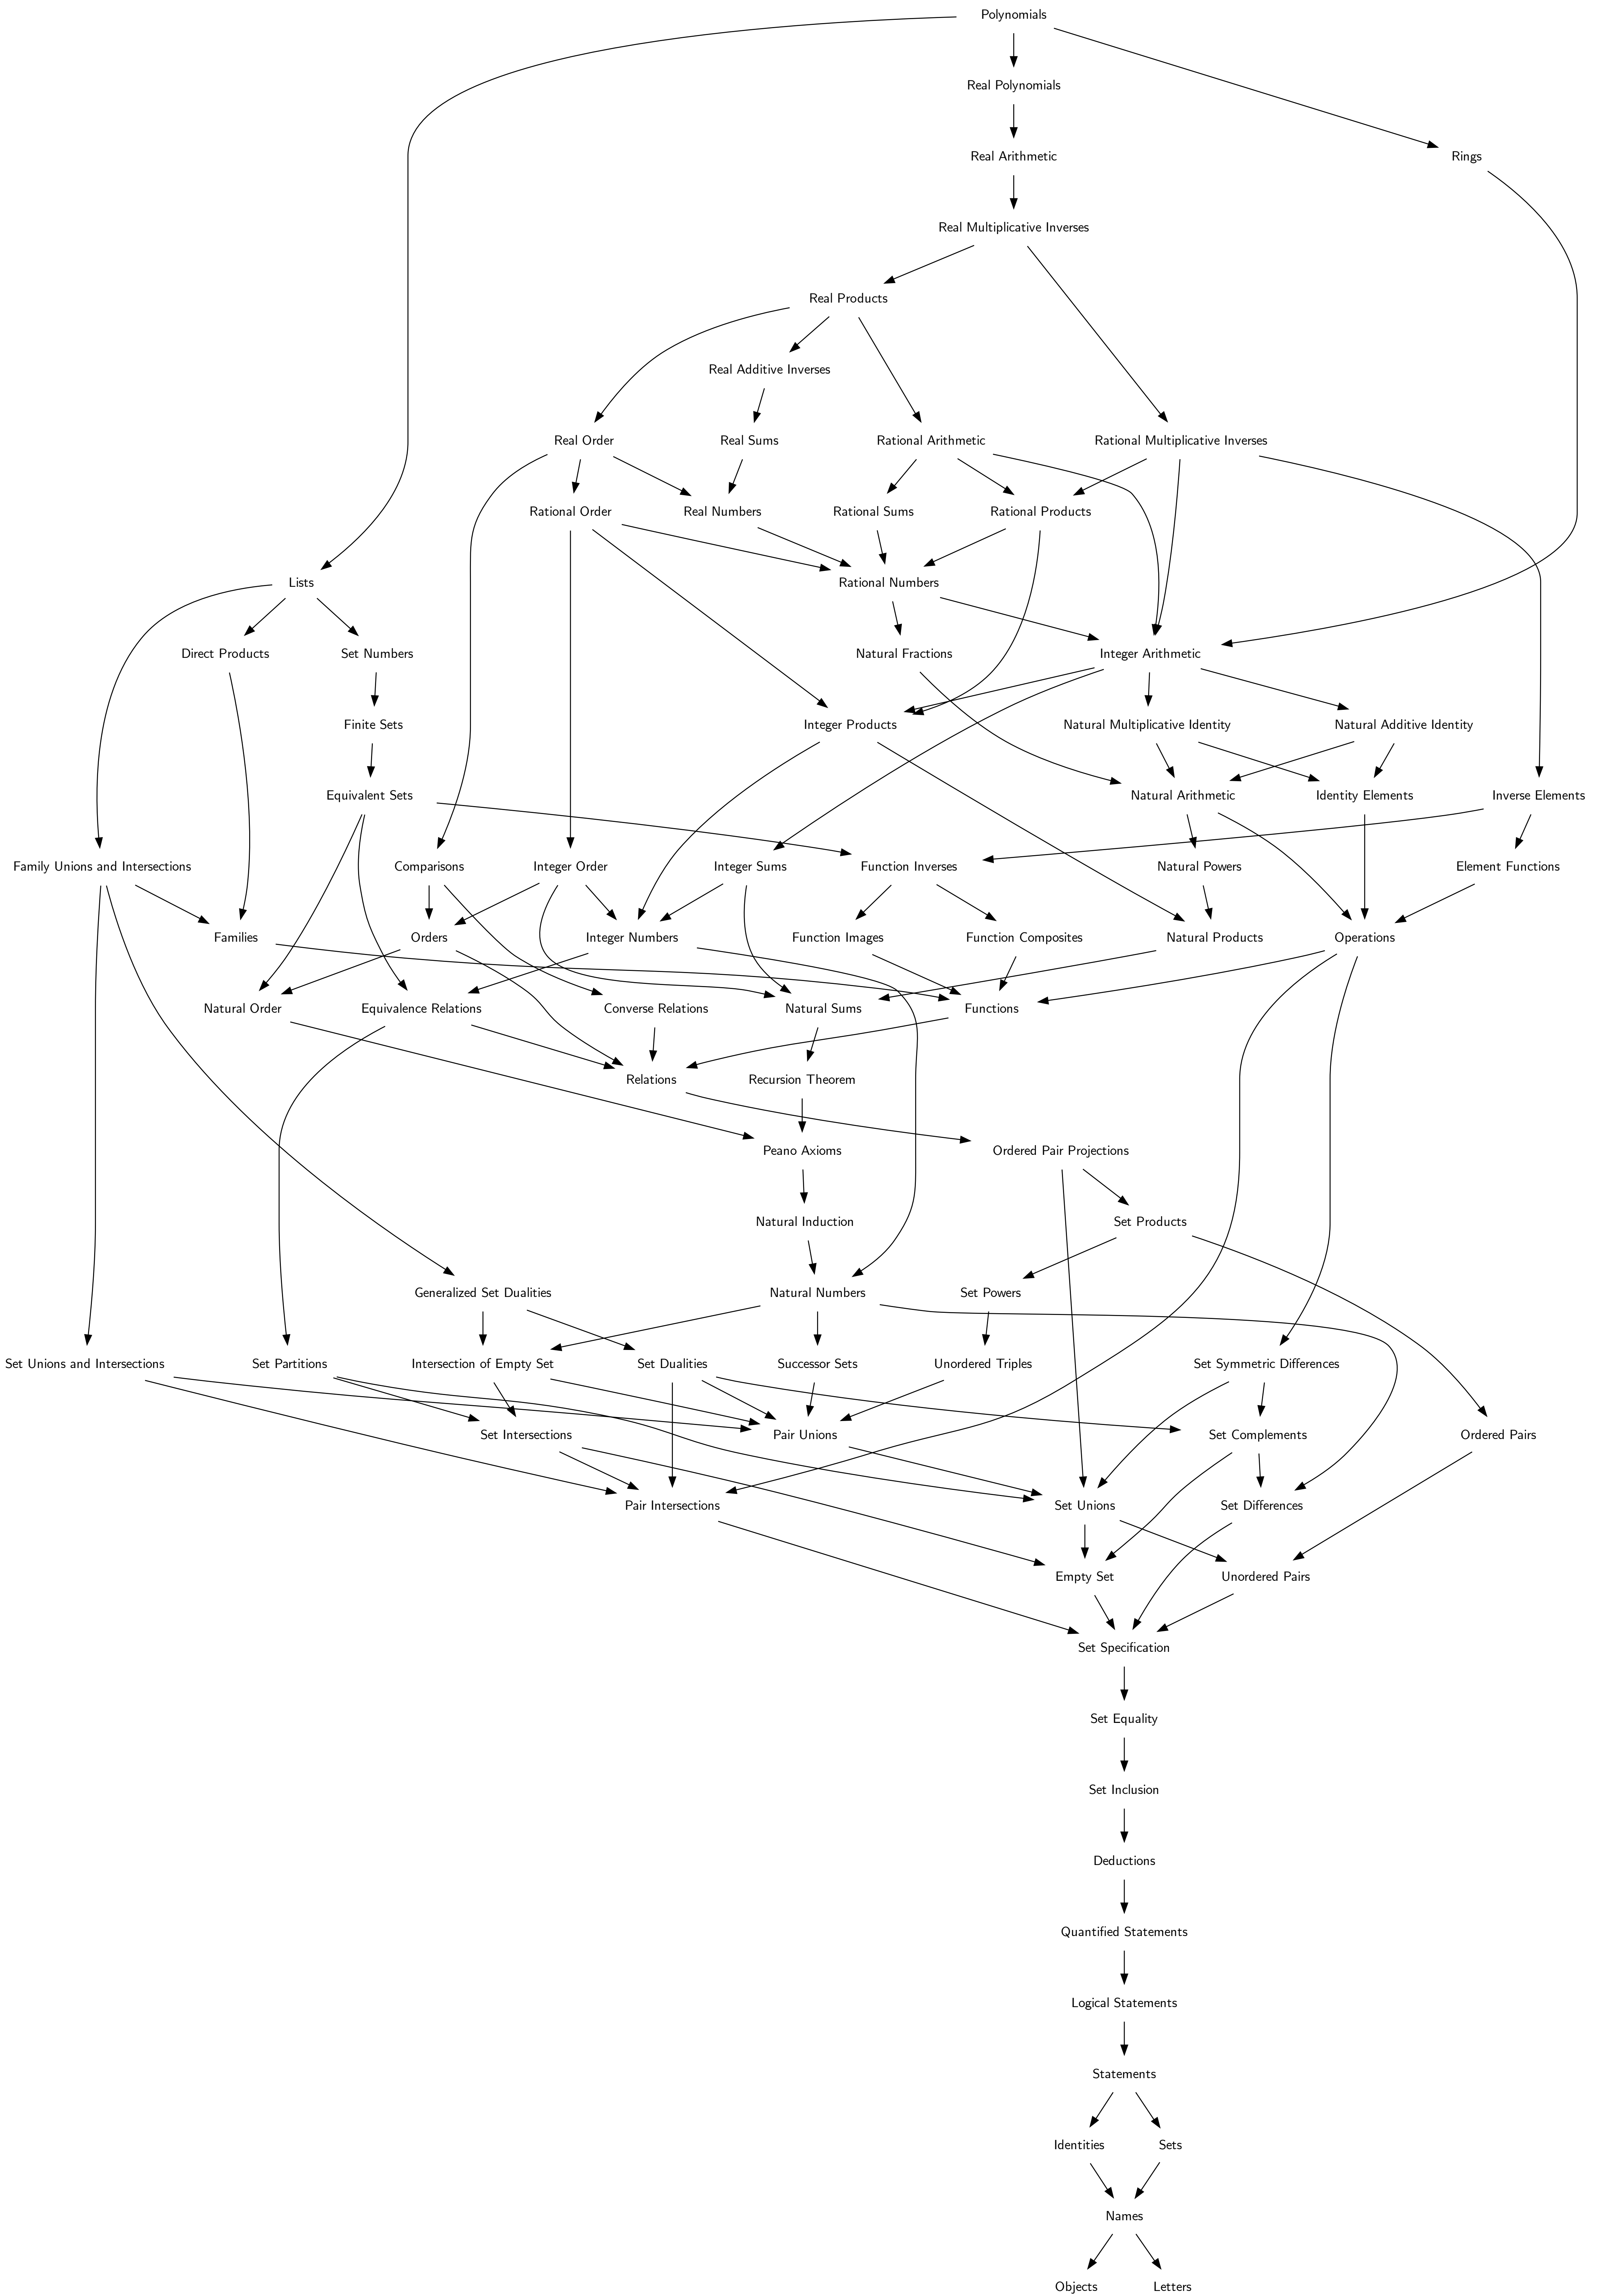 Polynomials
Real Polynomials
Real Arithmetic
Rings
Real Multiplicative Inverses
Real Products
Real Additive Inverses
Real Order
Real Sums
Rational Arithmetic
Rational Multiplicative Inverses
Rational Order
Real Numbers
Rational Sums
Rational Products
Lists
Rational Numbers
Direct Products
Set Numbers
Natural Fractions
Integer Arithmetic
Finite Sets
Integer Products
Natural Multiplicative Identity
Natural Additive Identity
Equivalent Sets
Natural Arithmetic
Identity Elements
Inverse Elements
Family Unions and Intersections
Comparisons
Integer Order
Integer Sums
Function Inverses
Natural Powers
Element Functions
Families
Orders
Integer Numbers
Function Images
Function Composites
Natural Products
Operations
Natural Order
Equivalence Relations
Converse Relations
Natural Sums
Functions
Relations
Recursion Theorem
Peano Axioms
Ordered Pair Projections
Natural Induction
Set Products
Generalized Set Dualities
Natural Numbers
Set Powers
Set Unions and Intersections
Set Partitions
Intersection of Empty Set
Set Dualities
Successor Sets
Unordered Triples
Set Symmetric Differences
Set Intersections
Pair Unions
Set Complements
Ordered Pairs
Pair Intersections
Set Unions
Set Differences
Empty Set
Unordered Pairs
Set Specification
Set Equality
Set Inclusion
Deductions
Quantified Statements
Logical Statements
Statements
Identities
Sets
Names
Objects
Letters